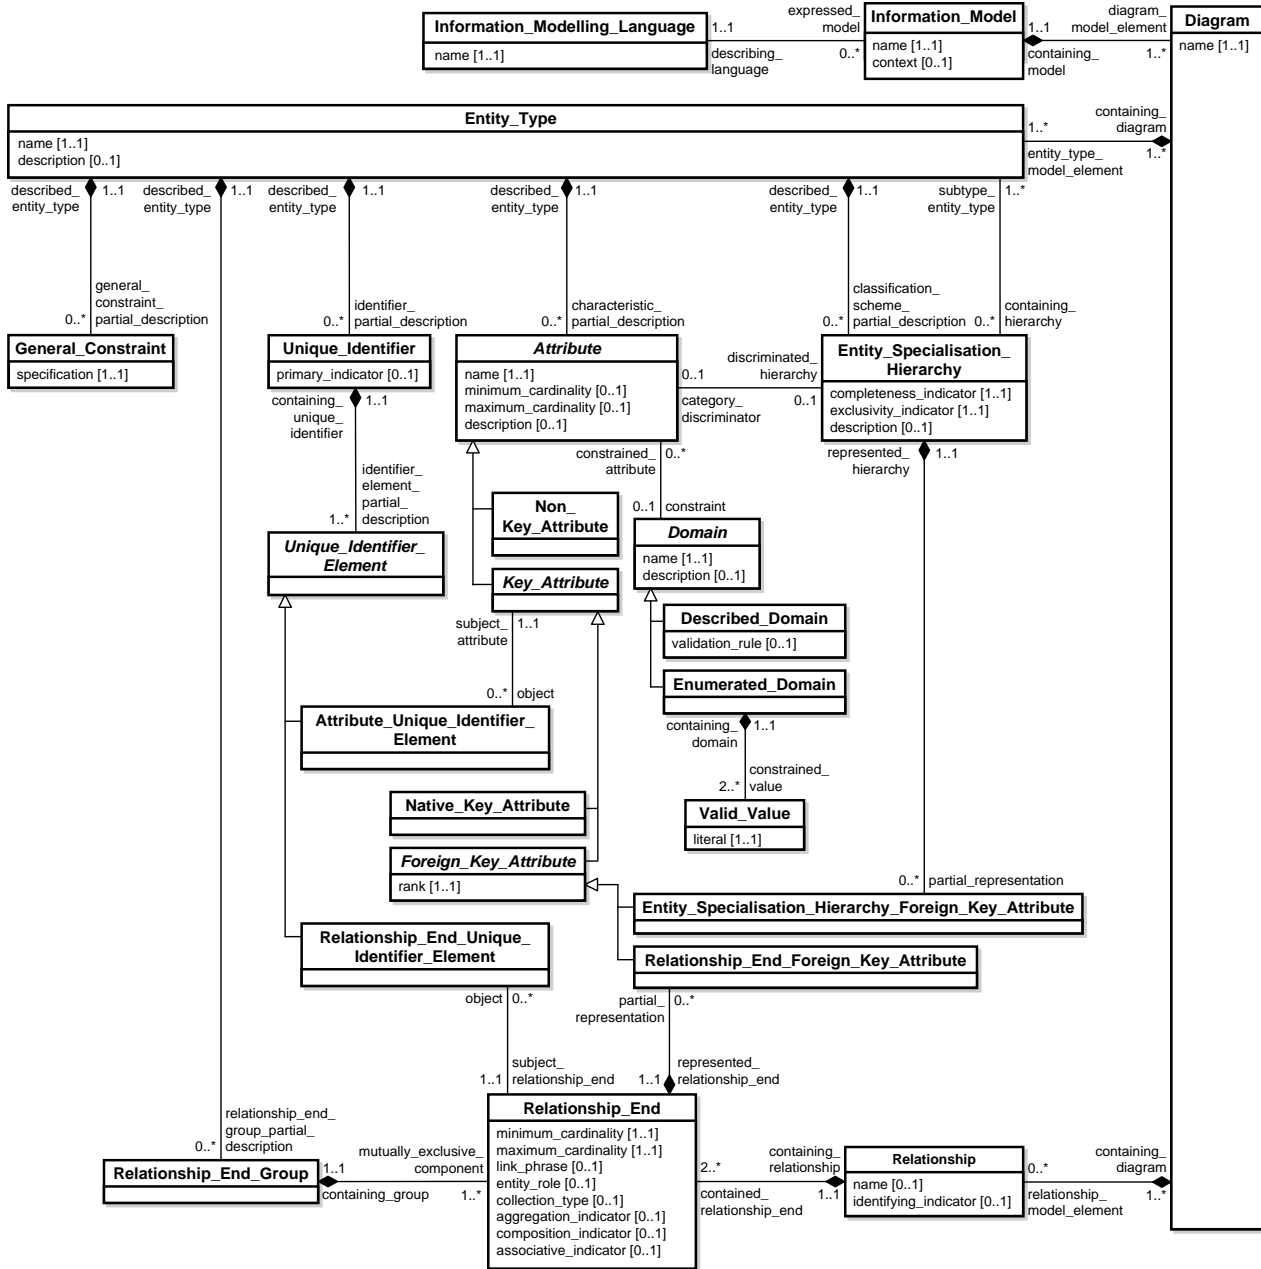 Information_Modelling_Language
name [1..1]
1..1
describing_
language
expressed_
model
0..*
Information_Model
name [1..1]
context [0..1]
1..1
containing_
model
diagram_
model_element
1..*
Diagram
name [1..1]
Entity_Type
name [1..1]
description [0..1]
1..*
entity_type_
model_element
containing_
diagram
1..*
described_
entity_type
1..1
described_
entity_type
1..1
described_
entity_type
1..1
described_
entity_type
1..1
described_
entity_type
1..1
subtype_
entity_type
1..*
general_
constraint_
partial_description
0..*
identifier_
partial_description
0..*
characteristic_
partial_description
0..*
classification_
scheme_
partial_description
0..*
containing_
hierarchy
0..*
General_Constraint
specification [1..1]
Unique_Identifier
primary_indicator [0..1]
Attribute
name [1..1]
minimum_cardinality [0..1]
maximum_cardinality [0..1]
description [0..1]
0..1
category_
discriminator
discriminated_
hierarchy
0..1
Entity_Specialisation_
Hierarchy
completeness_indicator [1..1]
exclusivity_indicator [1..1]
description [0..1]
containing_
unique_
identifier
1..1
identifier_
element_
partial_
description
1..*
constrained_
attribute
0..*
0..1
constraint
represented_
hierarchy
1..1
Unique_Identifier_
Element
Non_
Key_Attribute
Key_Attribute
Domain
name [1..1]
description [0..1]
Described_Domain
validation_rule [0..1]
Enumerated_Domain
subject_
attribute
1..1
0..*
object
Attribute_Unique_Identifier_
Element
containing_
domain
1..1
constrained_
value
2..*
Valid_Value
literal [1..1]
Native_Key_Attribute
Foreign_Key_Attribute
rank [1..1]
0..*
partial_representation
Entity_Specialisation_Hierarchy_Foreign_Key_Attribute
Relationship_End_Unique_
Identifier_Element
Relationship_End_Foreign_Key_Attribute
object
0..*
partial_
representation
0..*
subject_
relationship_end
1..1
represented_
relationship_end
1..1
relationship_end_
group_partial_
description
0..*
Relationship_End_Group
1..1
containing_group
mutually_exclusive_
component
1..*
Relationship_End
minimum_cardinality [1..1]
maximum_cardinality [1..1]
link_phrase [0..1]
entity_role [0..1]
collection_type [0..1]
aggregation_indicator [0..1]
composition_indicator [0..1]
associative_indicator [0..1]
2..*
contained_
relationship_end
containing_
relationship
1..1
Relationship
name [0..1]
identifying_indicator [0..1]
0..*
relationship_
model_element
containing_
diagram
1..*